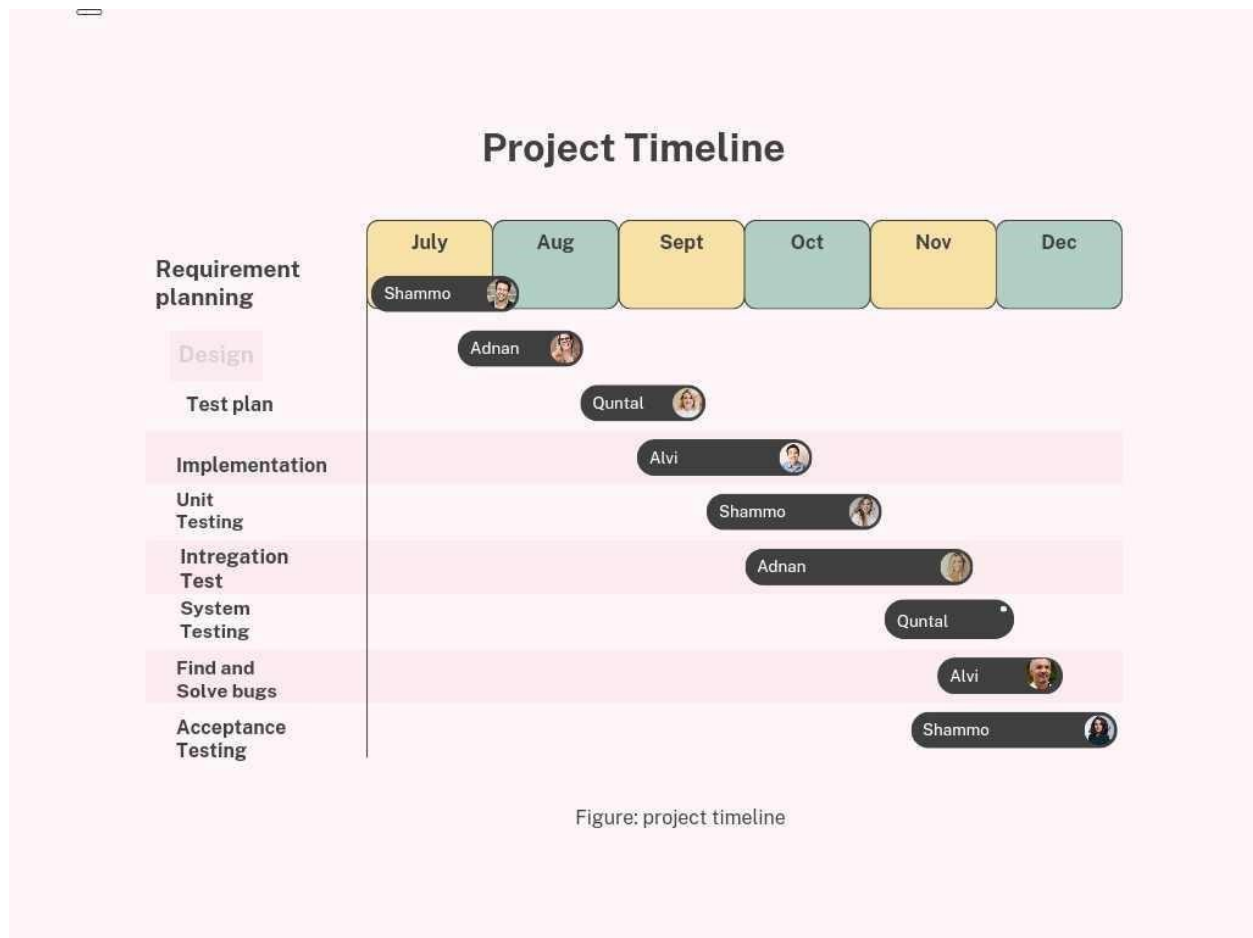 Project Timeline
July Aug Sept Oct Nov Dec
Requirement
planning
Shammo
Design
Adnan
Test plan
Quntal
Implementation
Alvi
Unit
Testing
Shammo
Intregation
Test
Adnan
System
Testing
Quntal
Find and
Solve bugs
Alvi
Acceptance
Testing
Shammo
Figure: project timeline